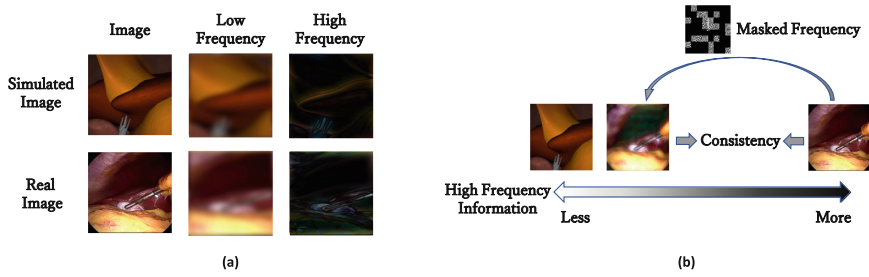 Image
Low
Frequency
High
Frequency
Simulated
Image
Real
Image
(a)
Masked Frequency
Consistency
High Frequency
Information
Less
More
(b)